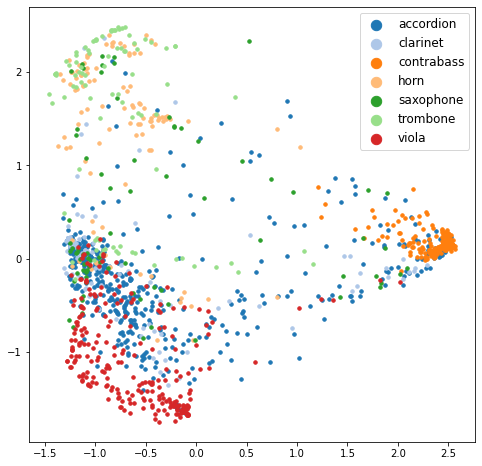 accordion
clarinet
contrabass
horn
saxophone
trombone
viola
2
1
0
−1
−1.5
−1.0
−0.5
0.0
0.5
1.0
1.5
2.0
2.5